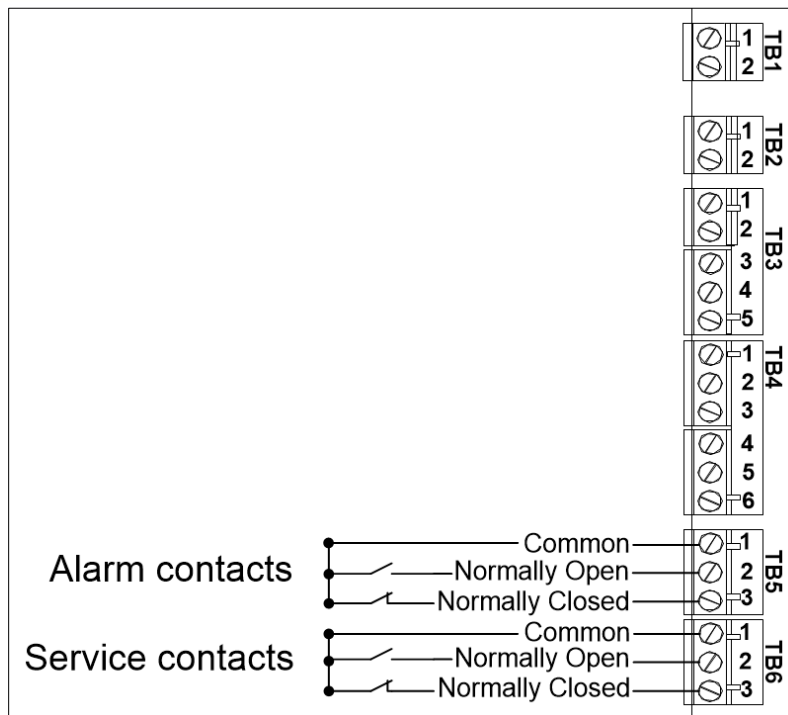 1
2
TB1
1
2
TB2
1
2
3
4
5
TB3
1
2
3
4
5
6
TB4
Alarm contacts
Common
Normally Open
Normally Closed
1
2
3
TB5
Service contacts
Common
Normally Open
Normally Closed
1
2
3
TB6